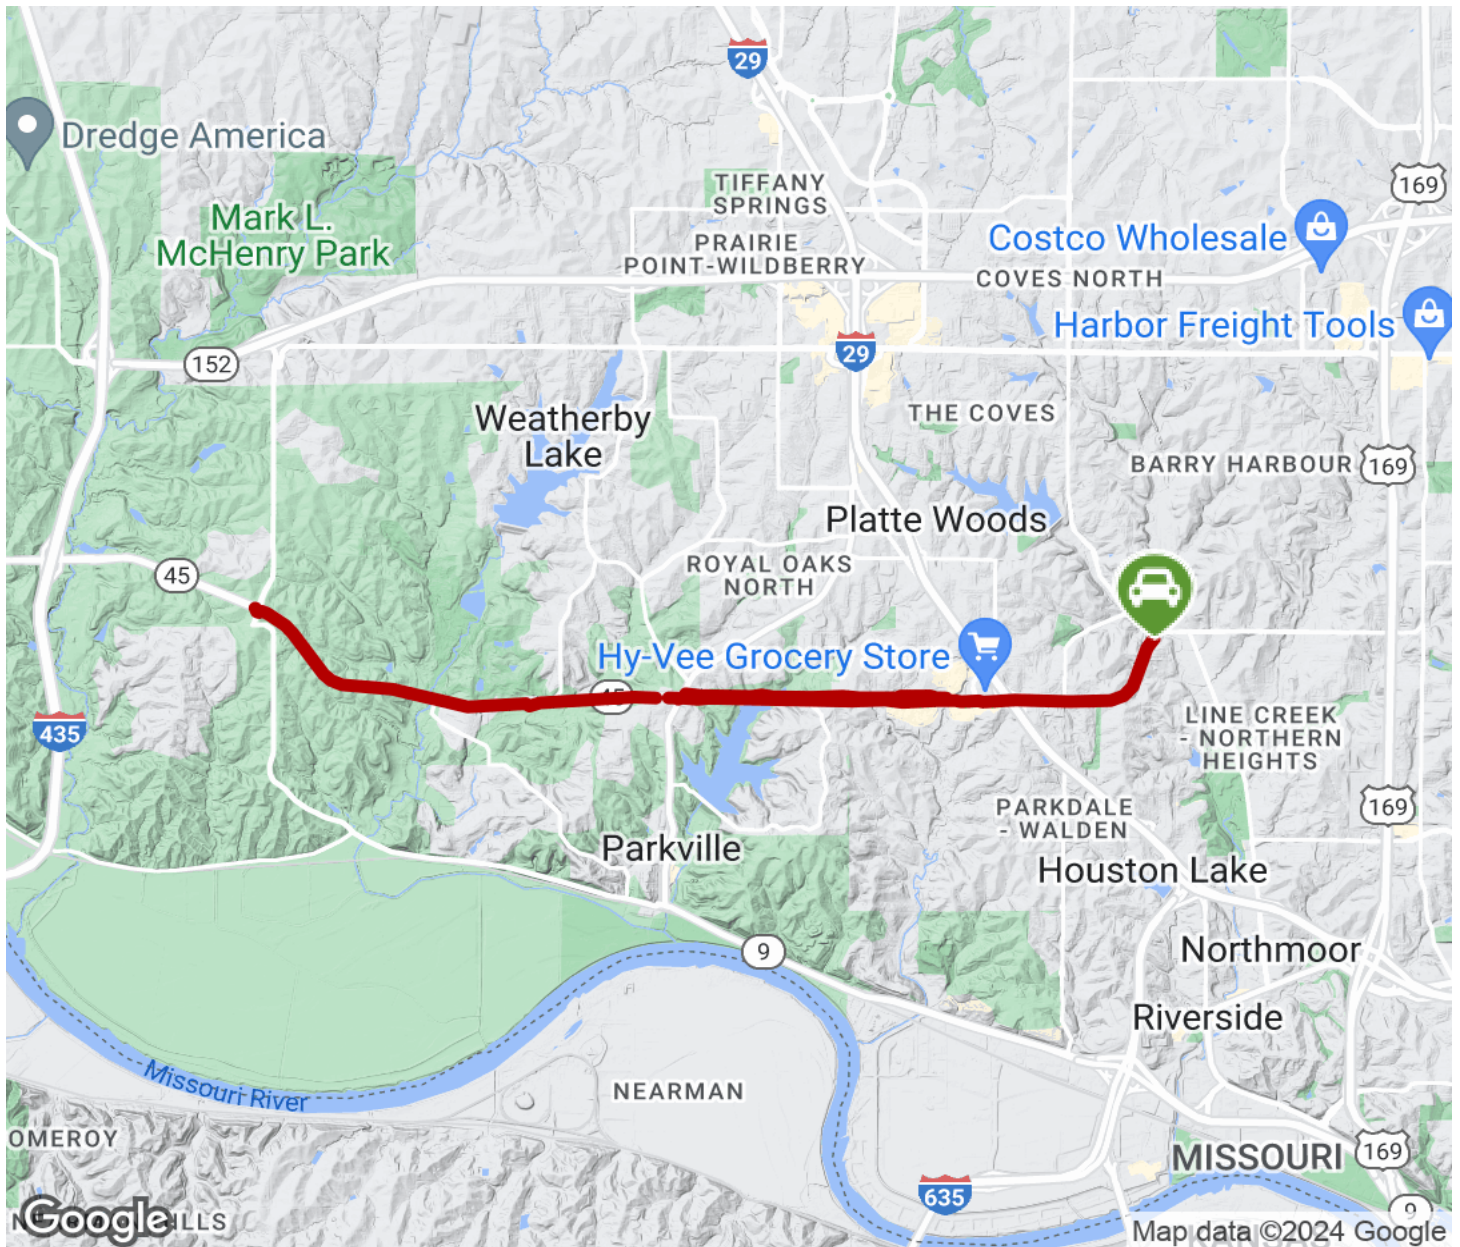 29
Dredge America
TIFFANY
SPRINGS
169
Mark L.
McHenry Park
Costco Wholesale
PRAIRIE
POINT-WILDBERRY
COVES NORTH
Harbor Freight Tools
29
152
Weatherby
Lake
THE COVES
BARRY HARBOUR
169
Platte Woods
ROYAL OAKS
NORTH
45
Hy-Vee Grocery Store
435
LINE CREEK
- NORTHERN
HEIGHTS
PARKDALE
- WALDEN
169
Parkville
Houston Lake
9
Northmoor
Riverside
Missouri River
NEARMAN
OMEROY
MISSOURI
169
635
9
Google
ILLS
Map data ©2024 Google